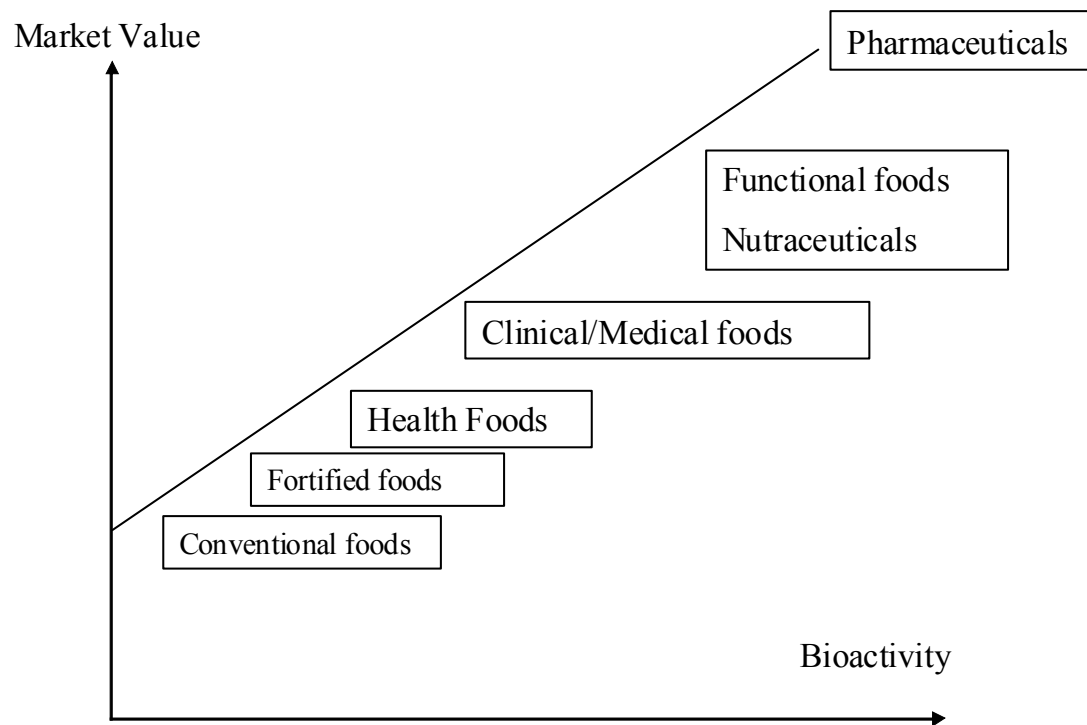 Market Value
Pharmaceuticals
Functional foods
Nutraceuticals
Clinical/Medical foods
Health Foods
Fortified foods
Conventional foods
Bioactivity